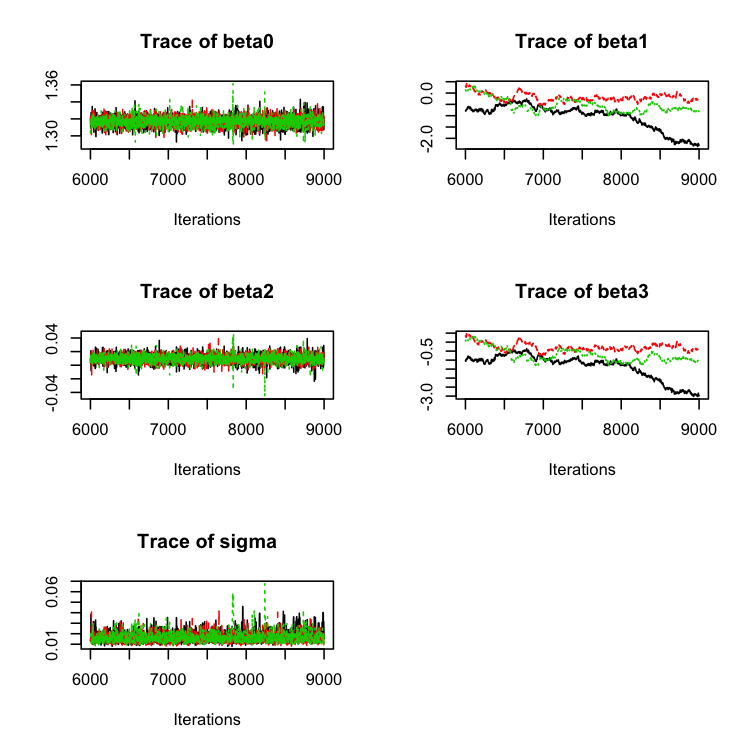 Trace of beta0
1.36
1.30
6000 7000 8000 9000
Iterations
Trace of beta1
0.0
-2.0
6000 7000 8000 9000
Iterations
Trace of beta2
0.04
-0.04
6000 7000 8000 9000
Iterations
Trace of beta3
-0.5
-3.0
6000 7000 8000 9000
Iterations
Trace of sigma
0.06
0.01
6000 7000 8000 9000
Iterations